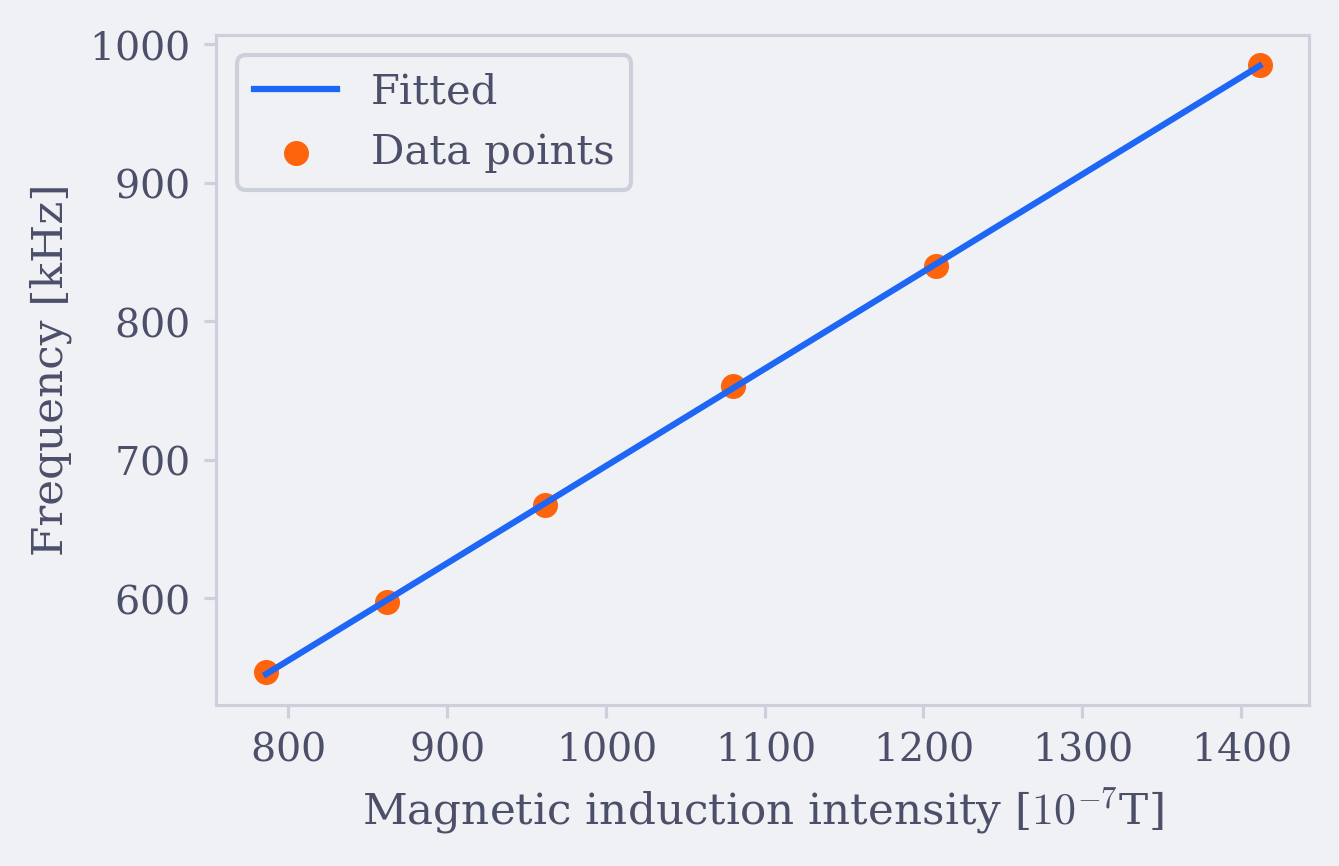 1000
900
800
700
600
Frequency [kHz]
Fitted
Data points
800 900 1000 1100 1200 1300 1400
Magnetic induction intensity [10⁻⁷T]